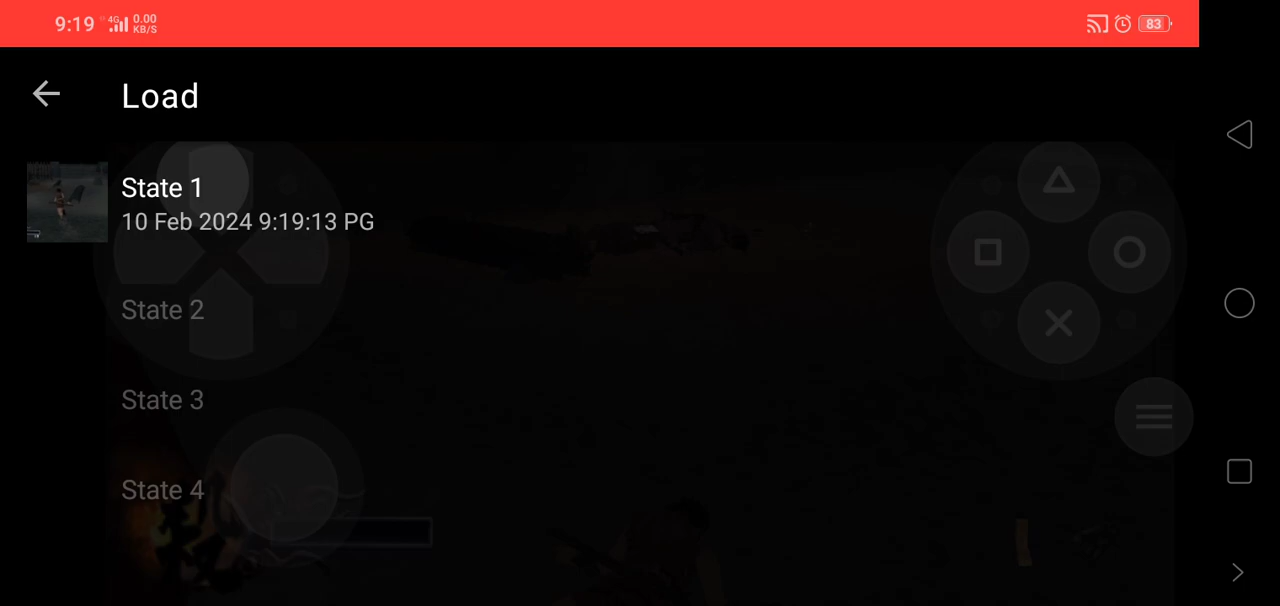 9:19 4G 0.00 KB/S 83
Load
State 1
10 Feb 2024 9:19:13 PG
State 2
State 3
State 4